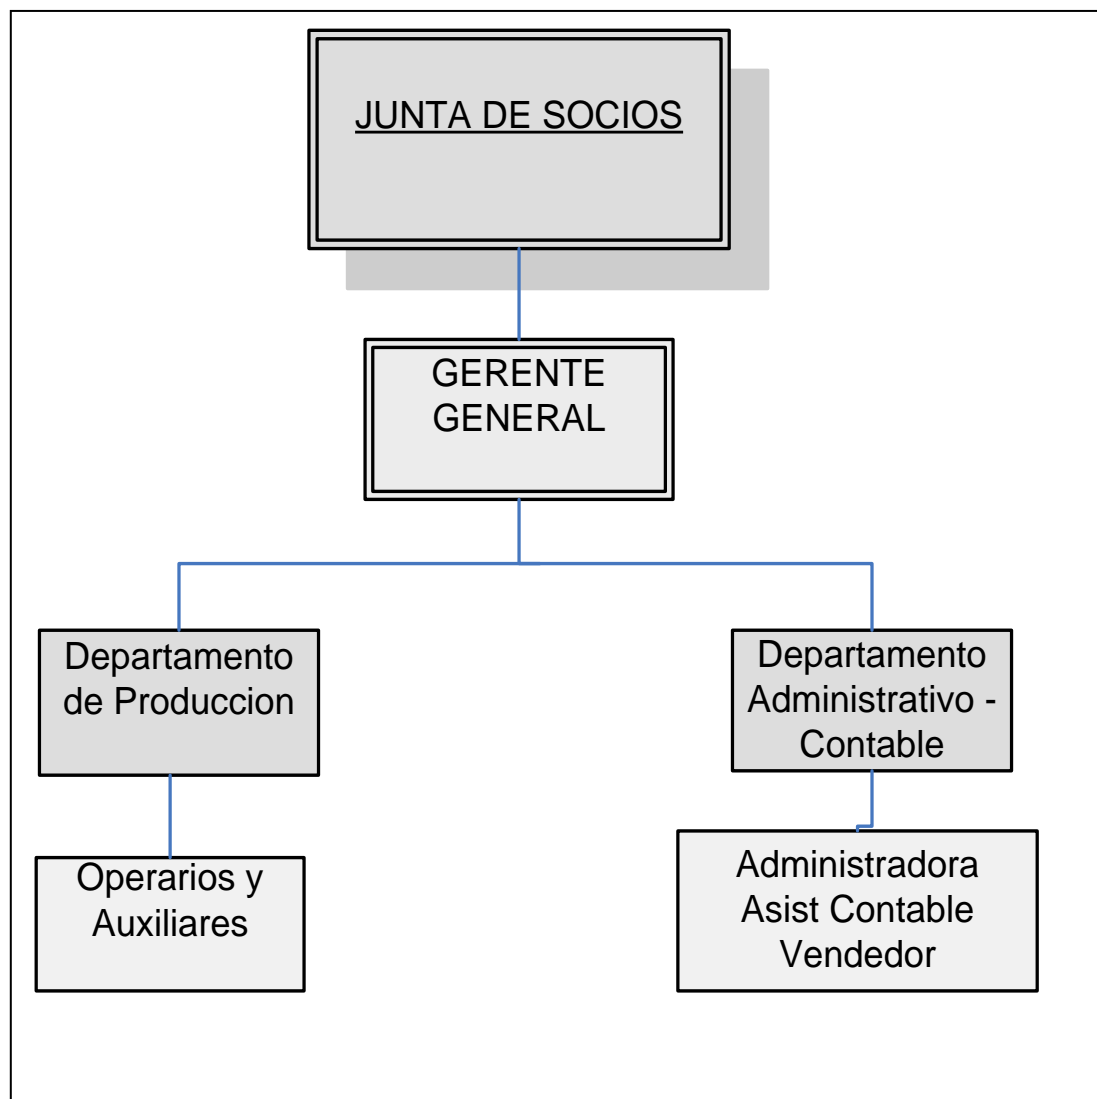 JUNTA DE SOCIOS
GERENTE
GENERAL
Departamento
de Produccion
Departamento
Administrativo -
Contable
Operarios y
Auxiliares
Administradora
Asist Contable
Vendedor